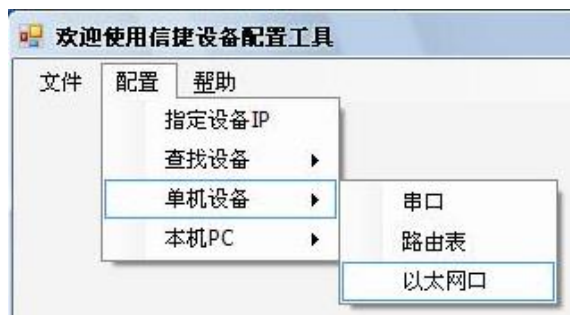 欢迎使用信捷设备配置工具
文件 配置 帮助
指定设备IP
查找设备
单机设备
串口
本机PC
路由表
以太网口